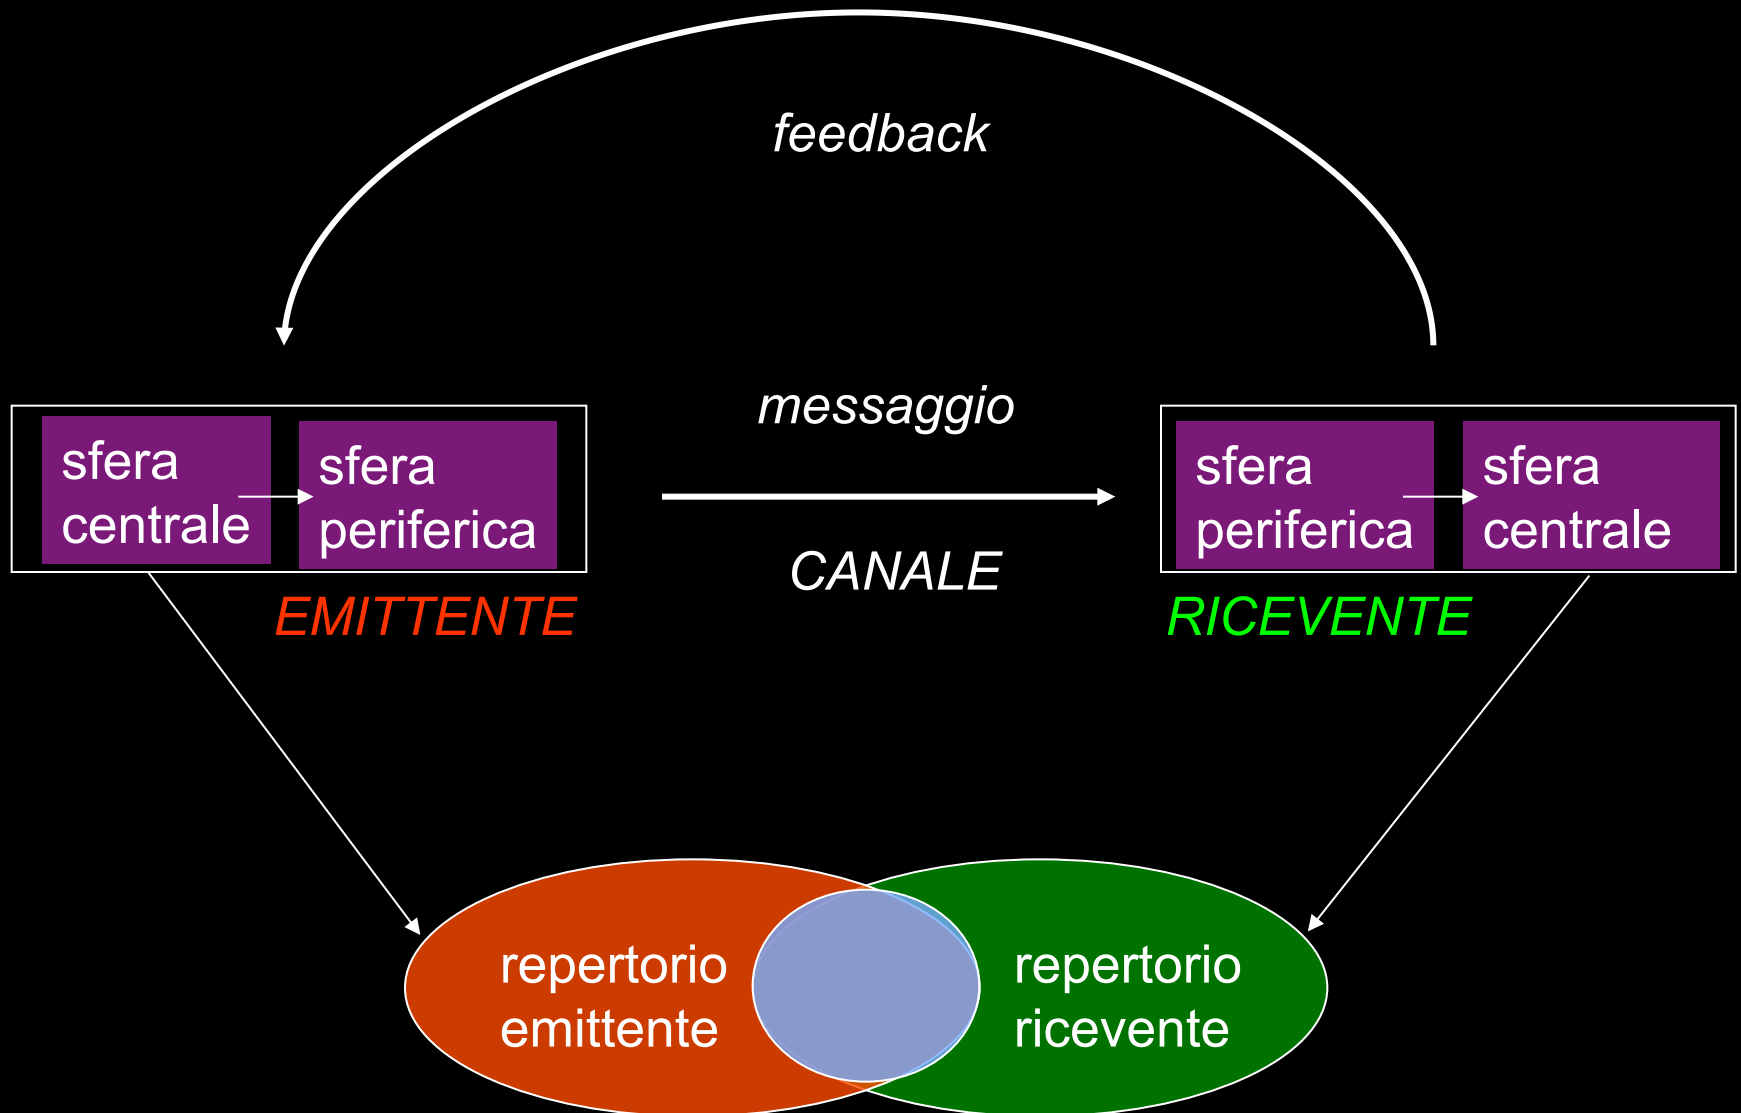 feedback
messaggio
sfera
centrale
sfera
periferica
CANALE
sfera
periferica
sfera
centrale
EMITTENTE
RICEVENTE
repertorio
emittente
repertorio
ricevente